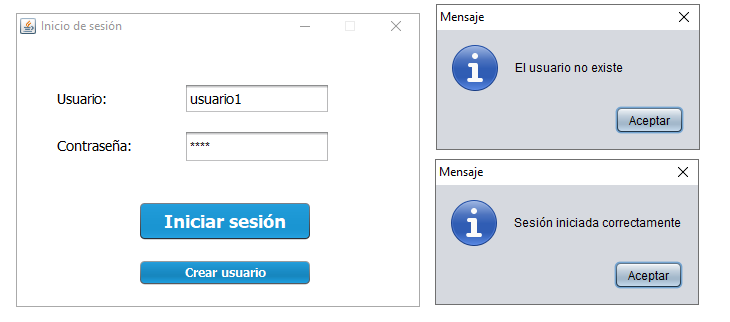 Inicio de sesión
Usuario:
usuario1
Contraseña:
****
Iniciar sesión
Crear usuario
Mensaje
El usuario no existe
Aceptar
Mensaje
Sesión iniciada correctamente
Aceptar